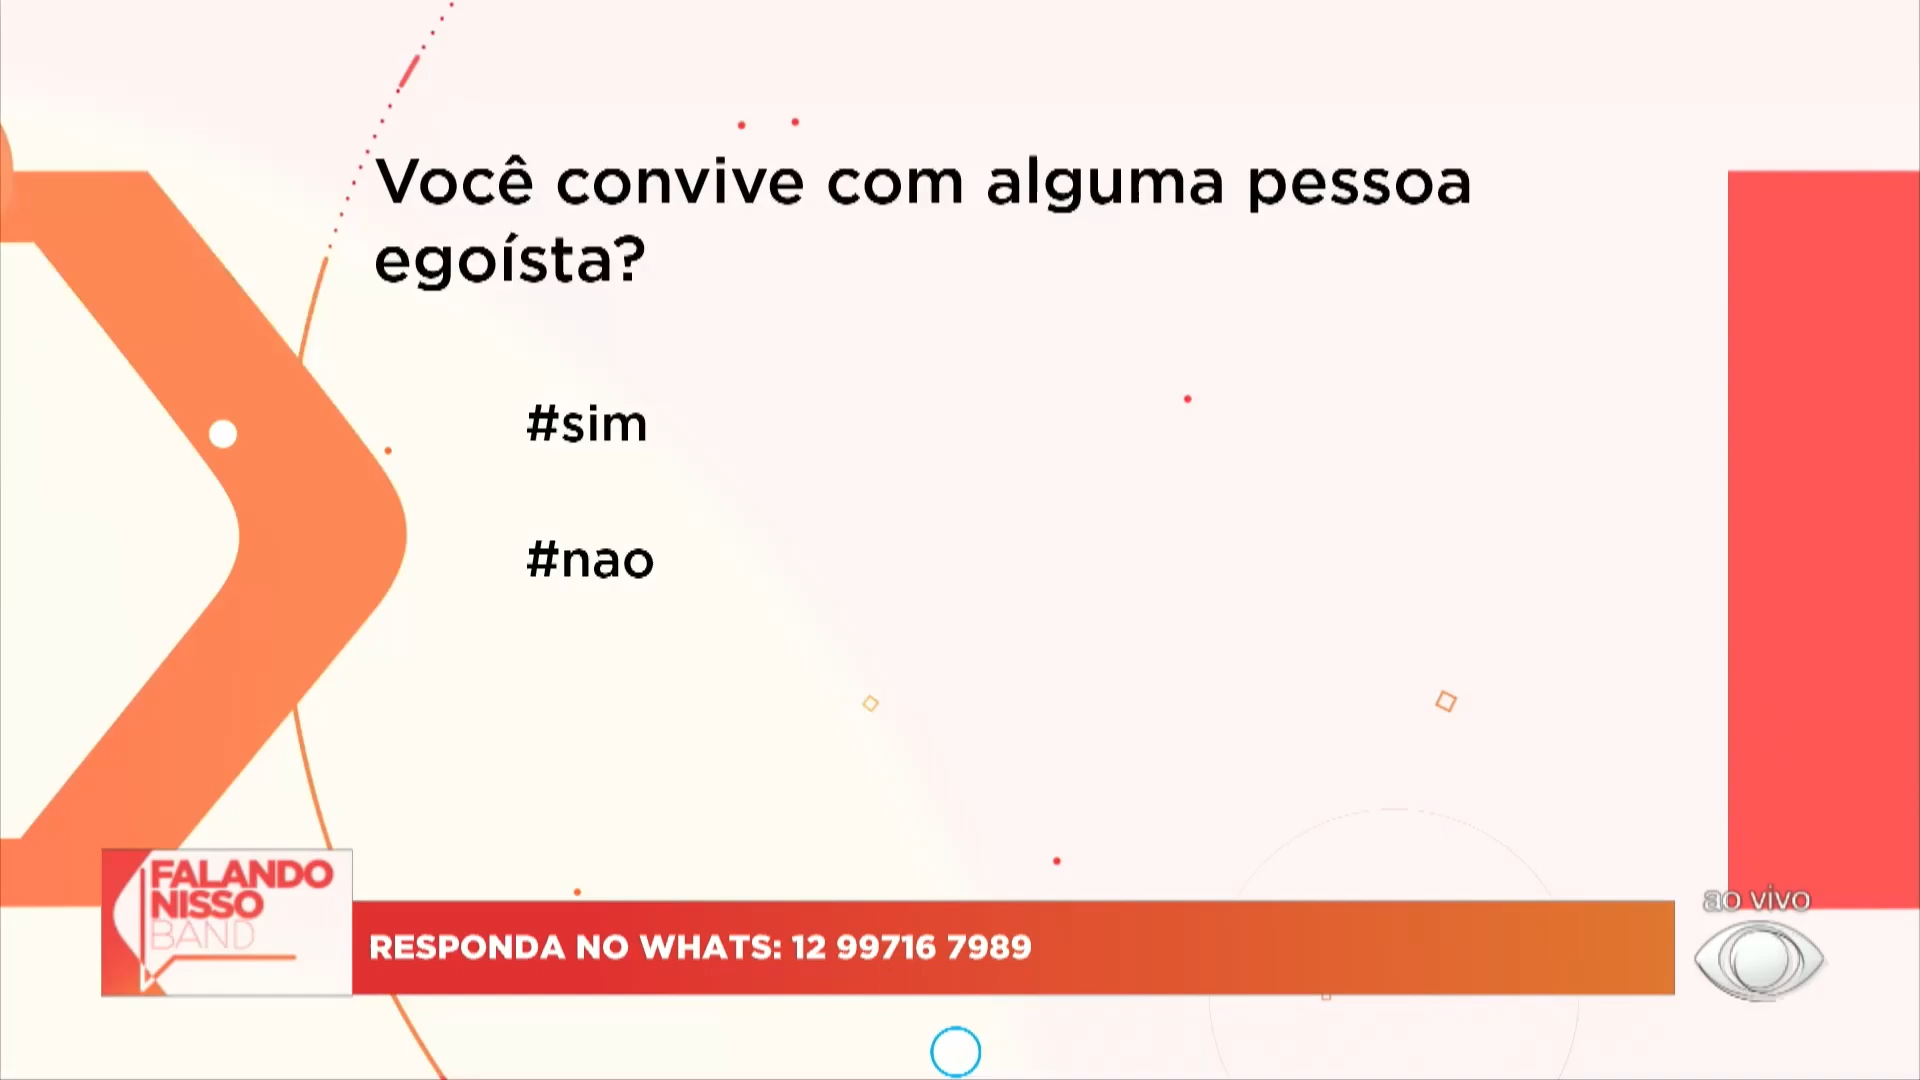 Você convive com alguma pessoa
egoísta?
#sim
#nao
FALANDO
NISSO
BAND
RESPONDA NO WHATS: 12 99716 7989
ao vivo